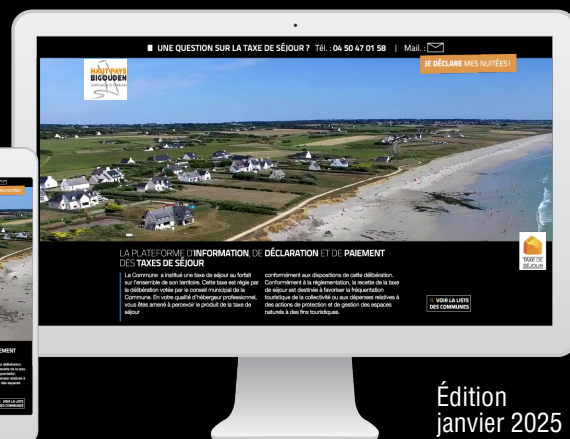 UNE QUESTION SUR LA TAXE DE SÉJOUR ? Tél. : 04 50 47 01 58 | Mail. :
JE DÉCLARE MES NUITÉES !
HAUT PAYS
BIGOUDEN
LA PLATEFORME D'INFORMATION, DE DÉCLARATION ET DE PAIEMENT
DES TAXES DE SÉJOUR
La Commune a institué une taxe de séjour au forfait
sur l'ensemble de son territoire. Cette taxe est régie par
la délibération votée par le conseil municipal de la
Commune. En votre qualité d'hébergeur professionnel,
vous êtes amené à percevoir le produit de la taxe de
séjour
conformément aux dispositions de cette délibération.
Conformément à la réglementation, la recette de la taxe
de séjour est destinée à favoriser la fréquentation
touristique de la collectivité ou aux dépenses relatives à
des actions de protection et de gestion des espaces
naturels à des fins touristiques.
TAXE DE
SÉJOUR
VOIR LA LISTE
DES COMMUNES
EMENT
VOIR LA LISTE
DES COMMUNES
Édition
janvier 2025